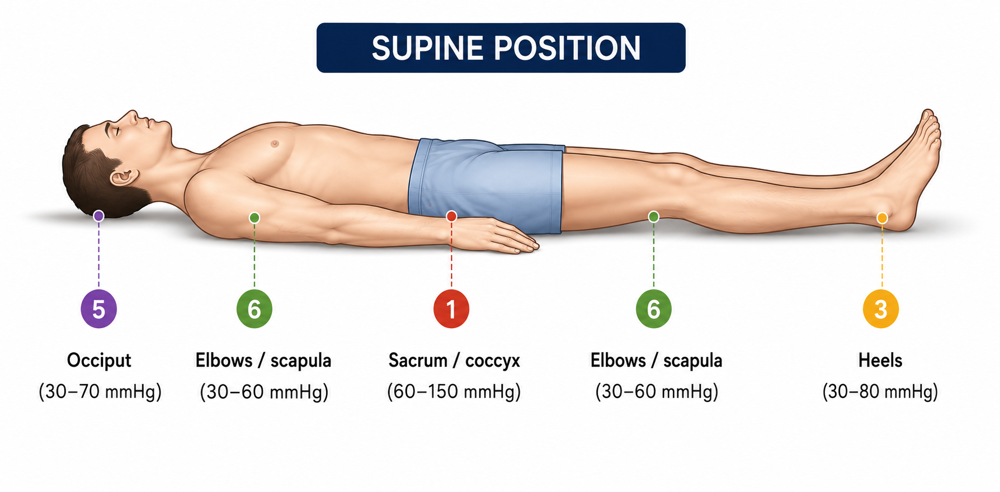 SUPINE POSITION
5
6
1
6
3
Occiput
Elbows / scapula
Sacrum / coccyx
Elbows / scapula
Heels
(30–70 mmHg)
(30–60 mmHg)
(60–150 mmHg)
(30–60 mmHg)
(30–80 mmHg)